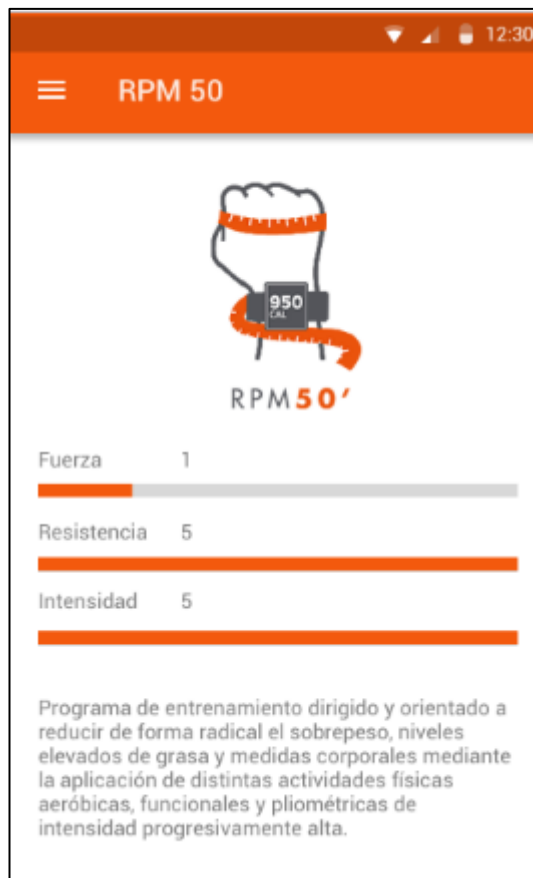 12:30
RPM 50
950
CAL
RPM50'
Fuerza 1
Resistencia 5
Intensidad 5
Programa de entrenamiento dirigido y orientado a
reducir de forma radical el sobrepeso, niveles
elevados de grasa y medidas corporales mediante
la aplicación de distintas actividades físicas
aeróbicas, funcionales y pliométricas de
intensidad progresivamente alta.